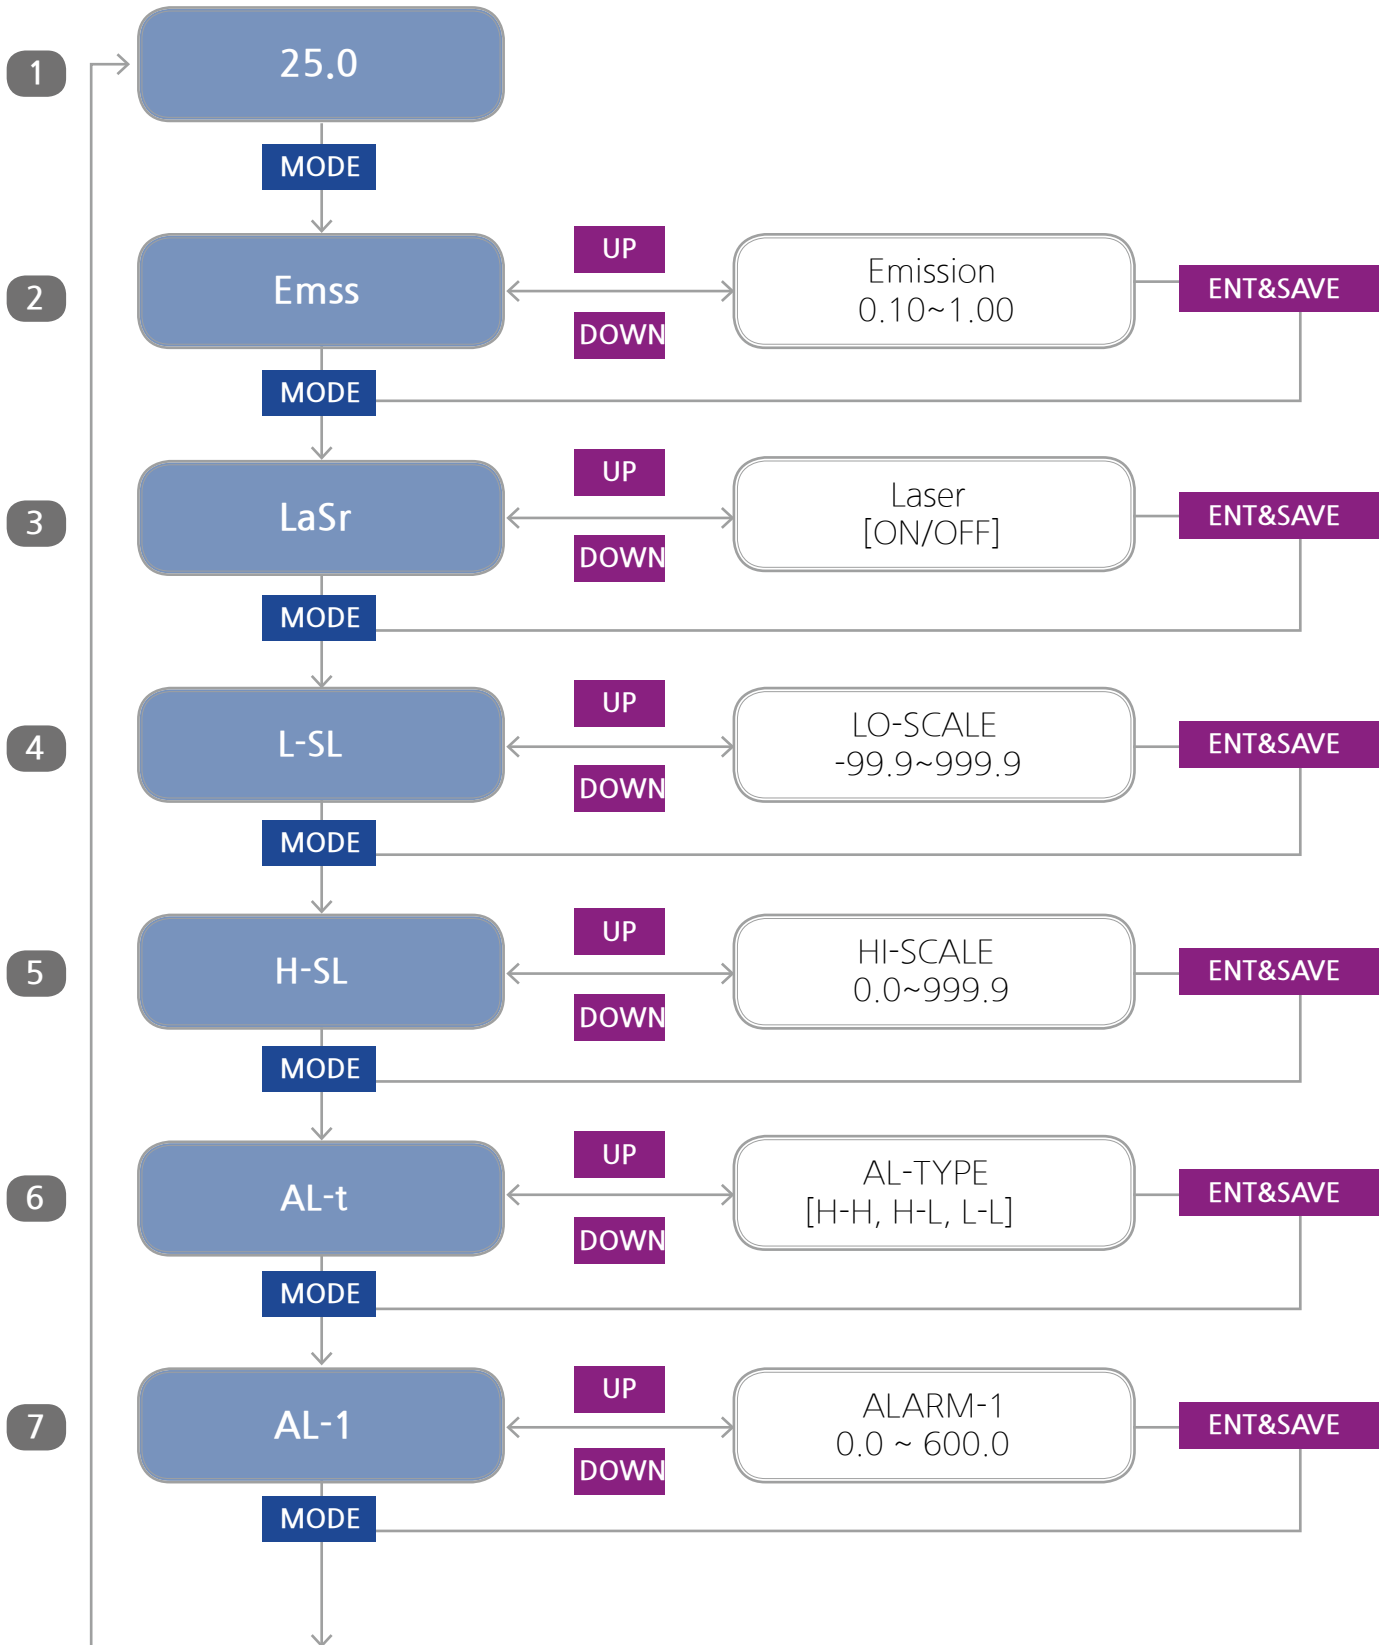 1
25.0
MODE
2
Emss
UP
DOWN
Emission
0.10~1.00
ENT&SAVE
MODE
3
LaSr
UP
DOWN
Laser
[ON/OFF]
ENT&SAVE
MODE
4
L-SL
UP
DOWN
LO-SCALE
-99.9~999.9
ENT&SAVE
MODE
5
H-SL
UP
DOWN
HI-SCALE
0.0~999.9
ENT&SAVE
MODE
6
AL-t
UP
DOWN
AL-TYPE
[H-H, H-L, L-L]
ENT&SAVE
MODE
7
AL-1
UP
DOWN
ALARM-1
0.0 ~ 600.0
ENT&SAVE
MODE